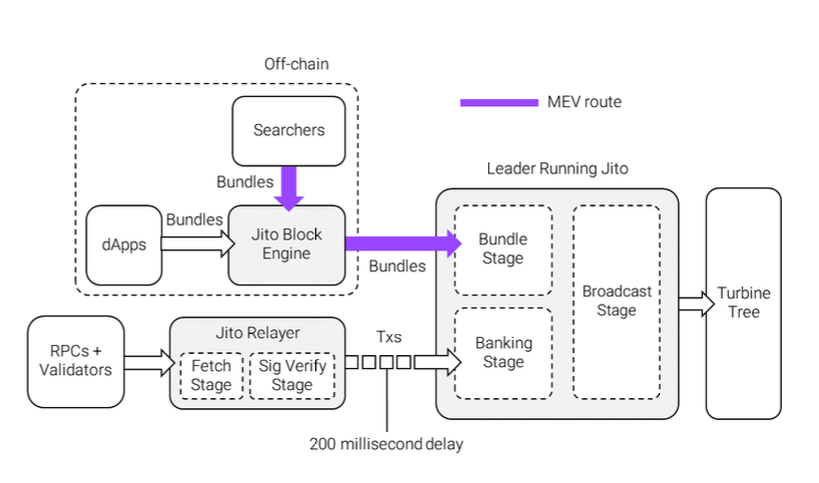 Off-chain
Searchers
MEV route
Leader Running Jito
Bundles
dApps
Bundles
Jito Block
Engine
Bundles
Bundle
Stage
Broadcast
Stage
Turbine
Tree
RPCs +
Validators
Jito Relayer
Fetch
Stage
Sig Verify
Stage
Txs
Banking
Stage
200 millisecond delay